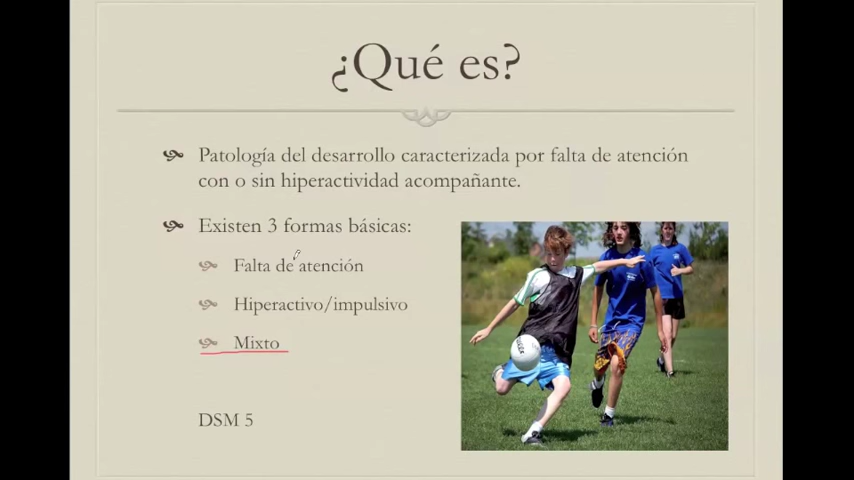 ¿Qué es?
Patología del desarrollo caracterizada por falta de atención
con o sin hiperactividad acompañante.
Existen 3 formas básicas:
Falta de atención
Hiperactivo/impulsivo
Mixto
DSM 5